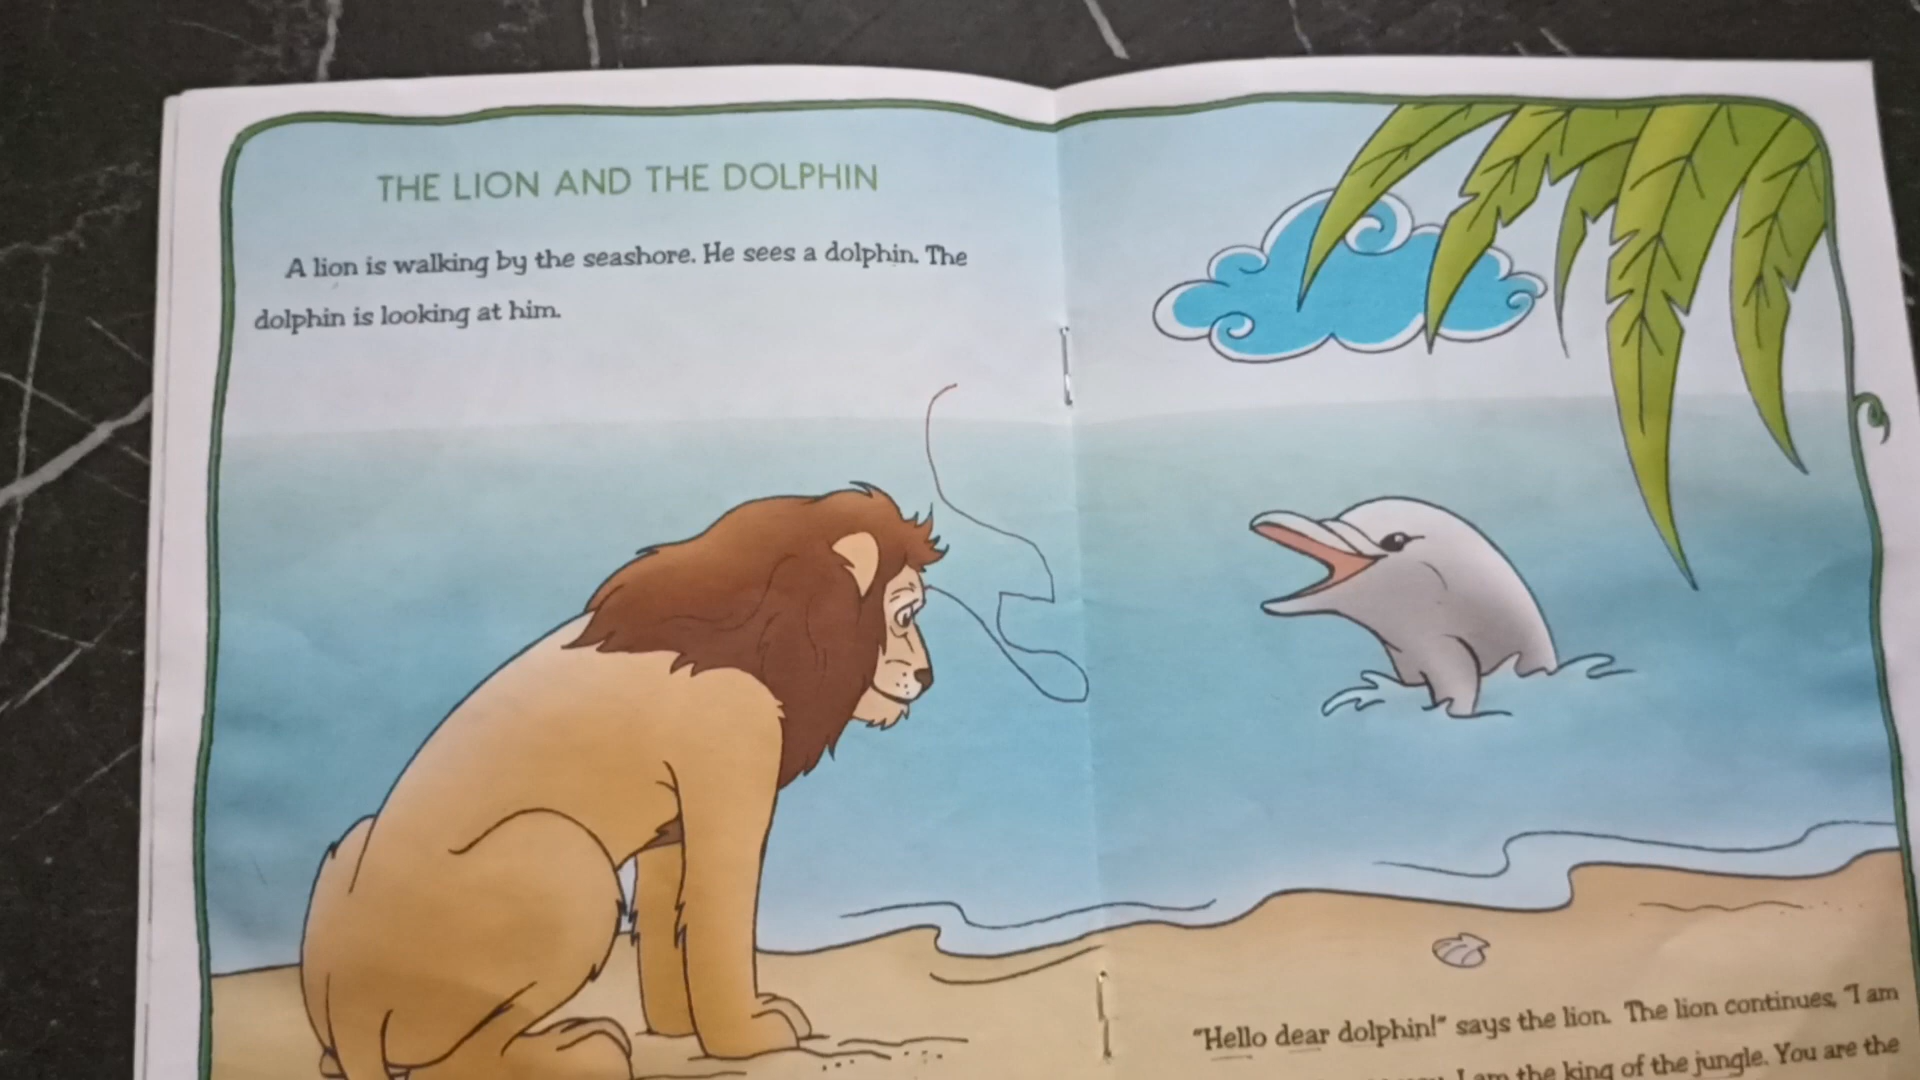 THE LION AND THE DOLPHIN
A lion is walking by the seashore. He sees a dolphin. The
dolphin is looking at him.
"Hello dear dolphin!" says the lion. The lion continues, "I am
I am the king of the jungle. You are the